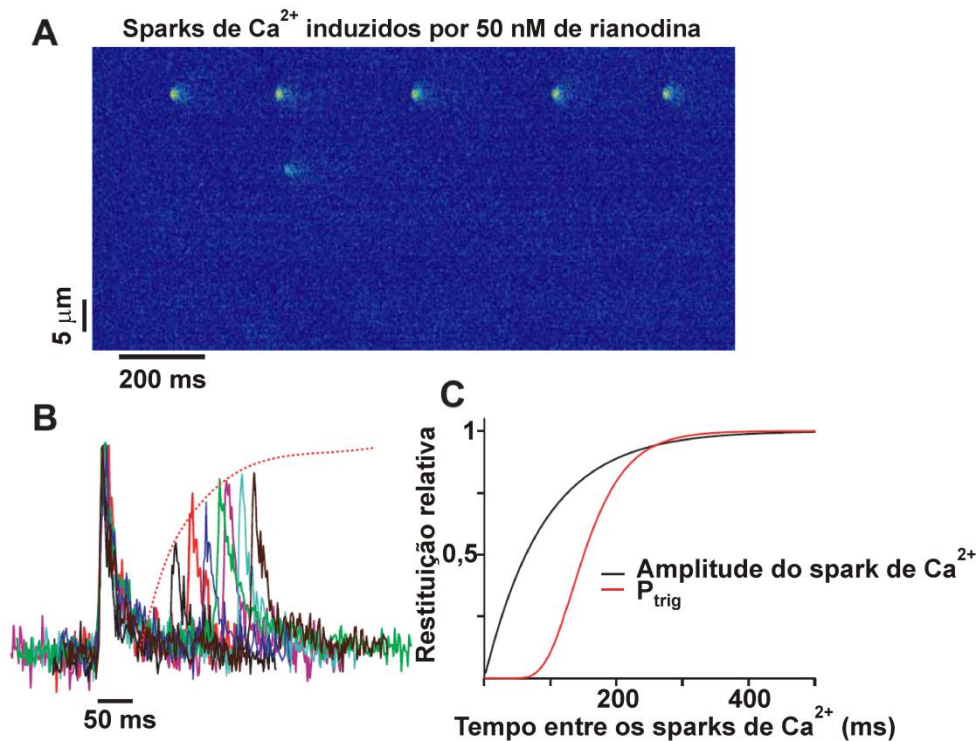 A
Sparks de Ca²⁺ induzidos por 50 nM de rianodina
5 μm
200 ms
B
50 ms
C
Restituição relativa
1
0,5
Amplitude do spark de Ca²⁺
P_trig
200
400
Tempo entre os sparks de Ca²⁺ (ms)